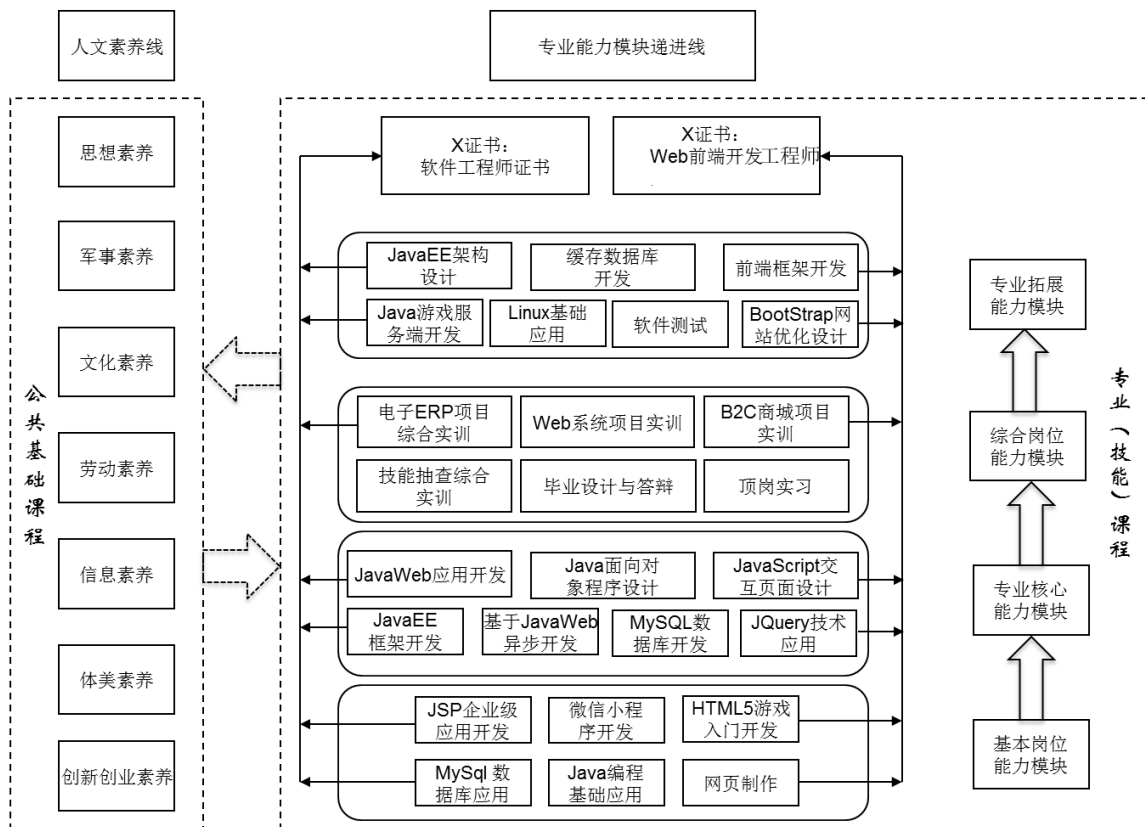 人文素养线
专业能力模块递进线
思想素养
军事素养
文化素养
劳动素养
信息素养
体美素养
创新创业素养
公共基础课程
X证书：
软件工程师证书
X证书：
Web前端开发工程师
JavaEE架构
设计
缓存数据库
开发
前端框架开发
Java游戏服
务端开发
Linux基础
应用
软件测试
BootStrap网
站优化设计
电子ERP项目
综合实训
Web系统项目实训
B2C商城项目
实训
技能抽查综合
实训
毕业设计与答辩
顶岗实习
JavaWeb应用开发
Java面向对
象程序设计
JavaScript交
互页面设计
JavaEE
框架开发
基于JavaWeb
异步开发
MySQL数
据库开发
JQuery技术
应用
JSP企业级
应用开发
微信小程
序开发
HTML5游戏
入门开发
MySql 数
据库应用
Java编程
基础应用
网页制作
专业拓展
能力模块
综合岗位
能力模块
专业核心
能力模块
基本岗位
能力模块
专业（技能）课程